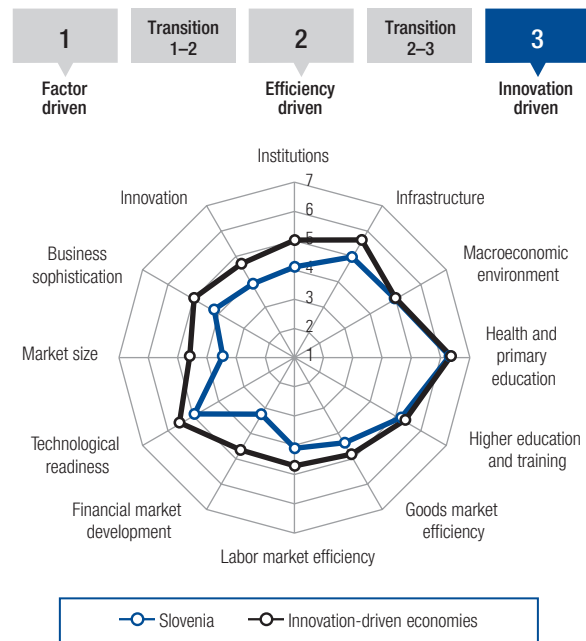 1
Transition
1–2
2
Transition
2–3
3
Factor
driven
Efficiency
driven
Innovation
driven
Institutions
7
Innovation
6
Infrastructure
5
Business
sophistication
4
Macroeconomic
environment
3
2
Market size
1
Health and
primary
education
Technological
readiness
Higher education
and training
Financial market
development
Goods market
efficiency
Labor market efficiency
Slovenia
Innovation-driven economies